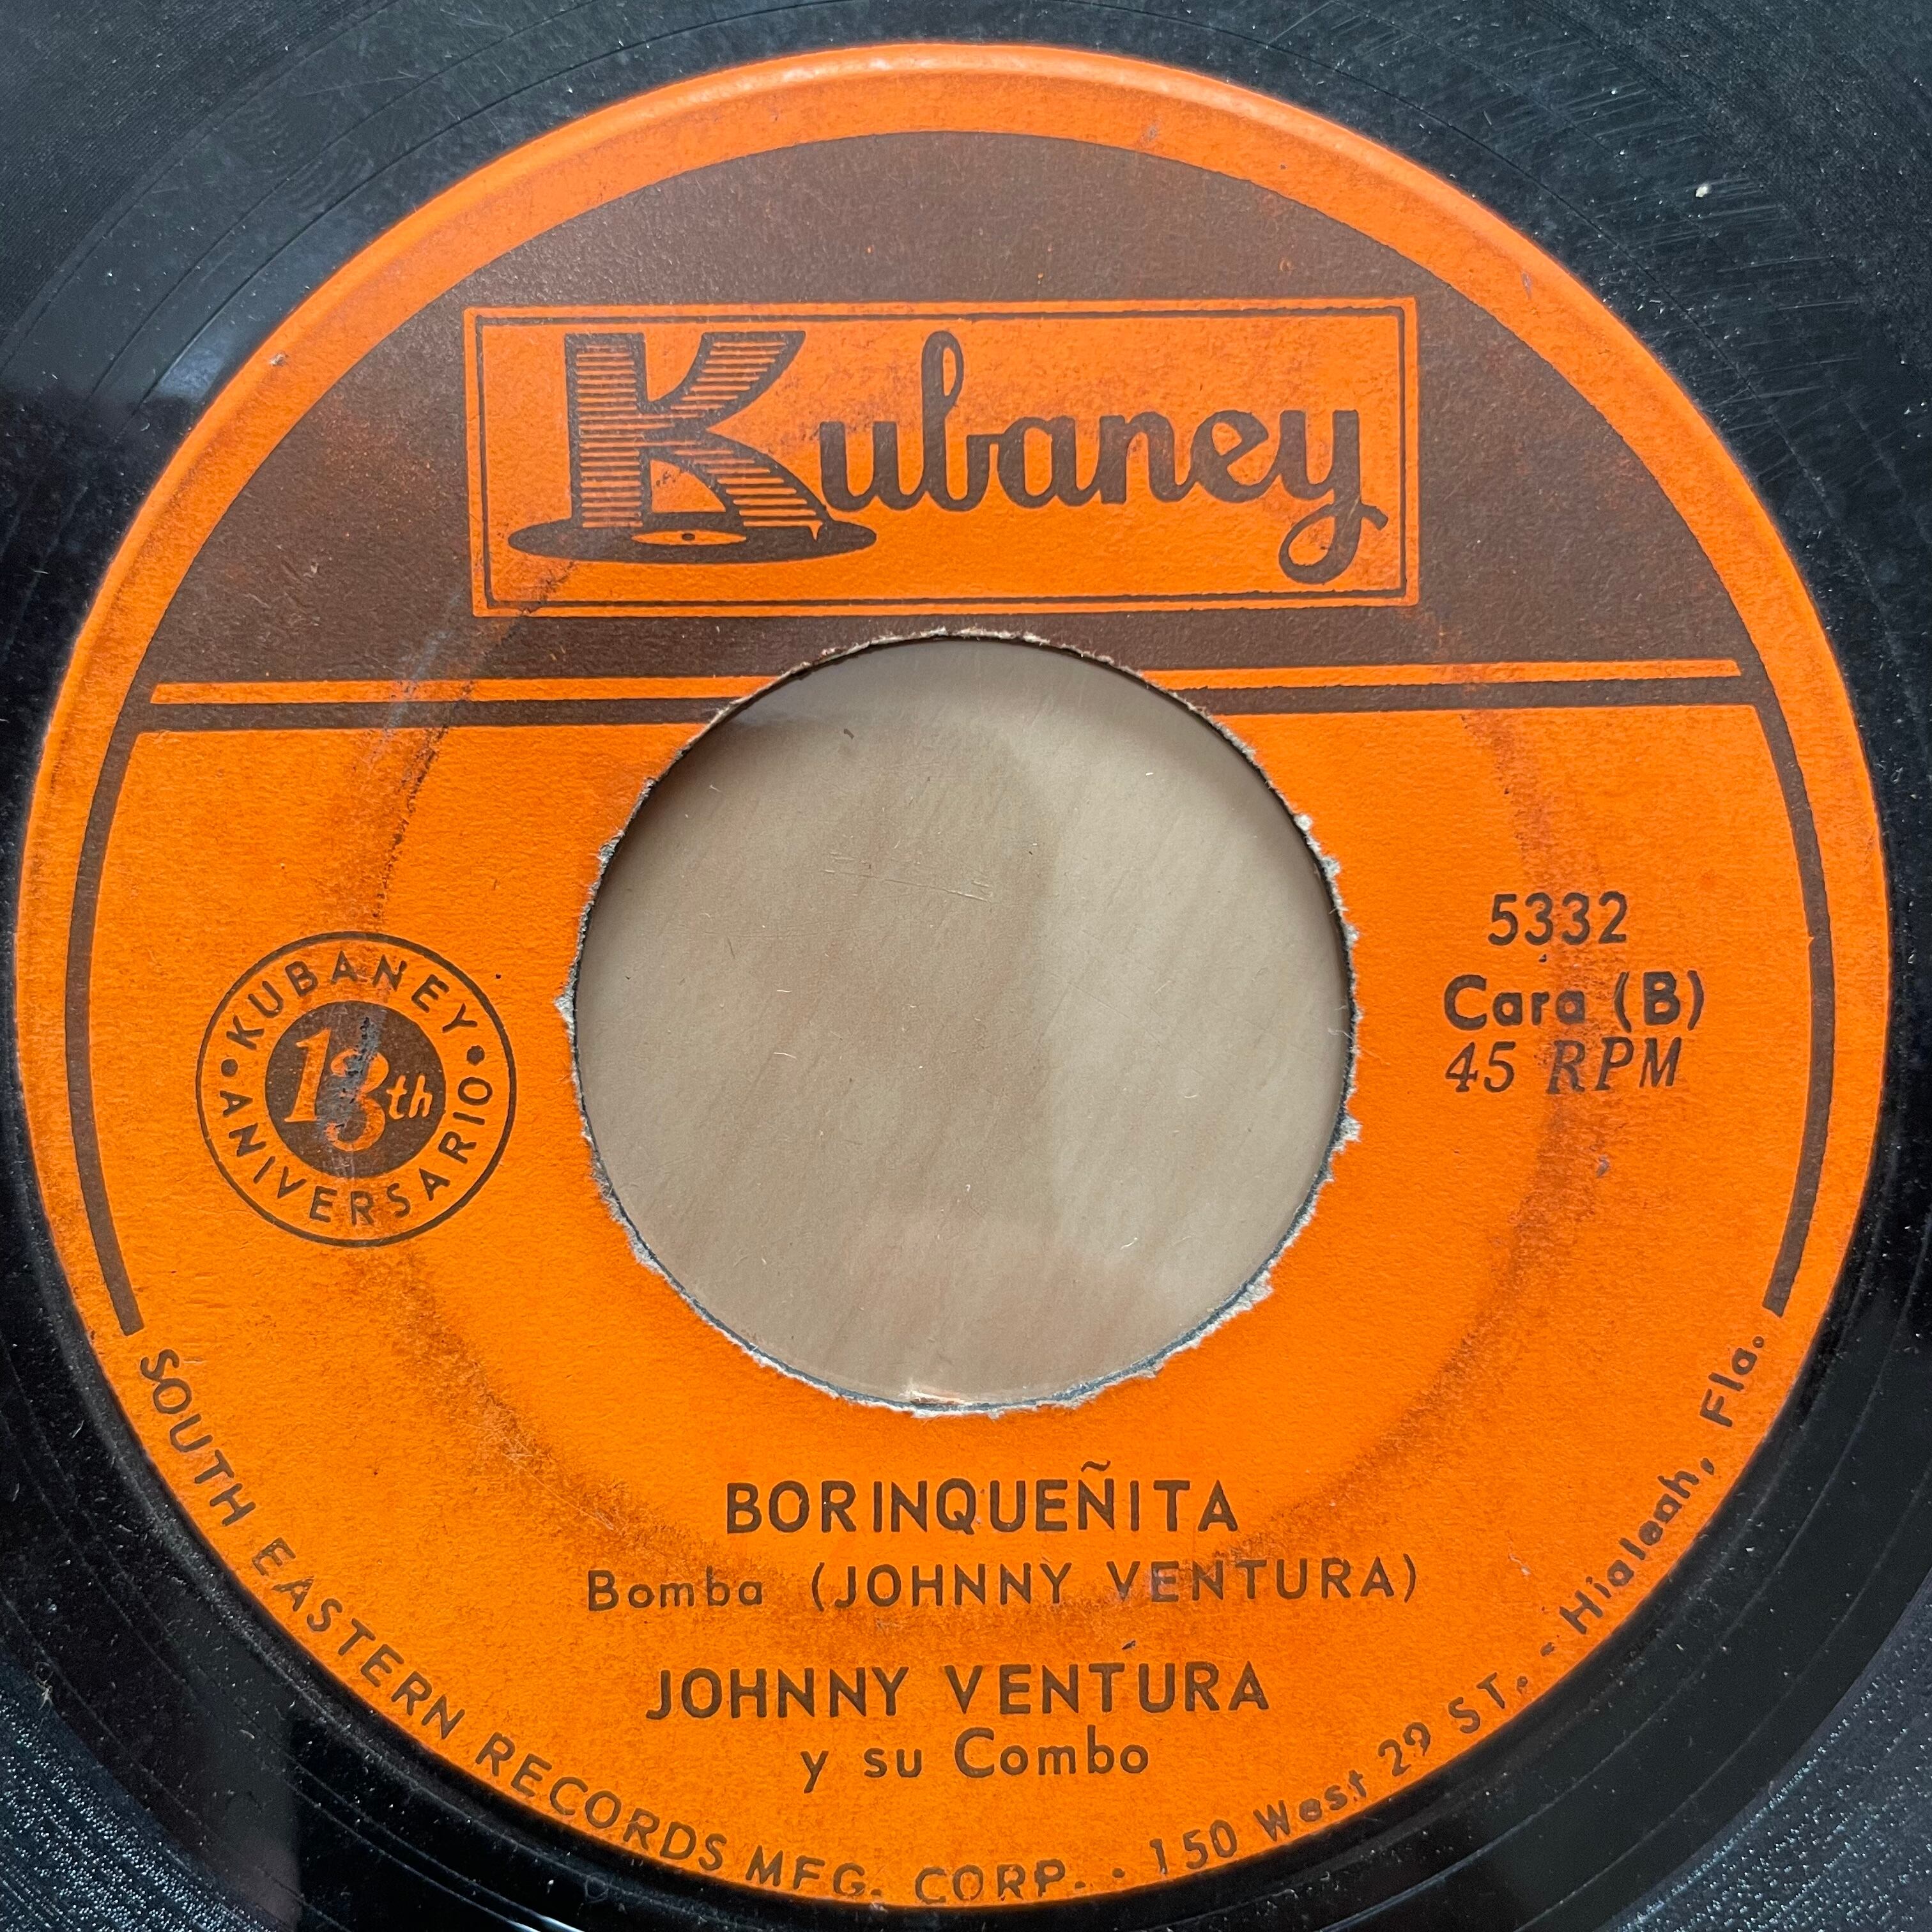 Kubaney
KUBANEY
13th
ANIVERSARIO
5332
Cara (B)
45 RPM
BORINQUEÑITA
Bomba (JOHNNY VENTURA)
JOHNNY VENTURA
y su Combo
SOUTH EASTERN RECORDS MFG. CORP. - 150 West 29 ST. - Hialeah, Fla.